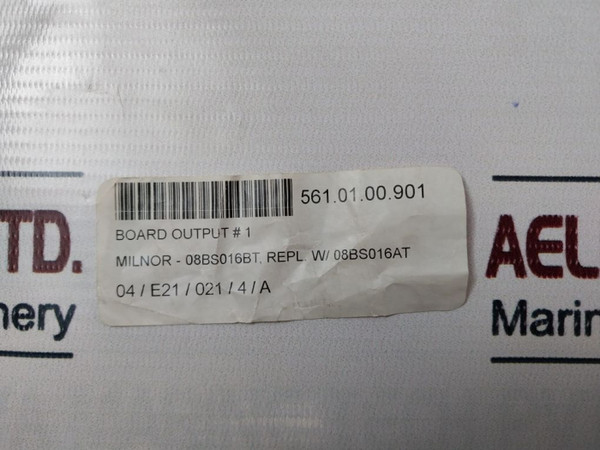 561.01.00.901
BOARD OUTPUT # 1
MILNOR - 08BS016BT, REPL W/ 08BS016AT
04 / E21 / 021 / 4 / A
TD.
nery
AEL
Marin